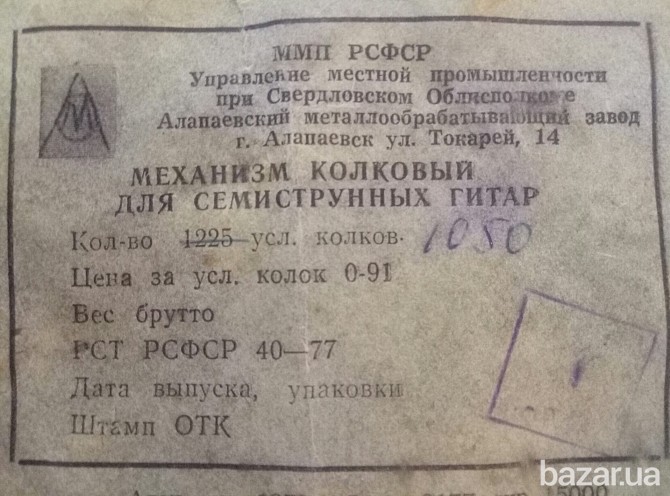 ММП РСФСР
Управление местной промышленности
при Свердловском Облисполкоме
Алапаевский металлообрабатывающий завод
г. Алапаевск ул. Токарей, 14
МЕХАНИЗМ КОЛКОВЫЙ
ДЛЯ СЕМИСТРУННЫХ ГИТАР
Кол-во 1225 усл. колков. 1050
Цена за усл. колок 0-91
Вес брутто
РСТ РСФСР 40—77
Дата выпуска, упаковки
Штамп ОТК
bazar.ua